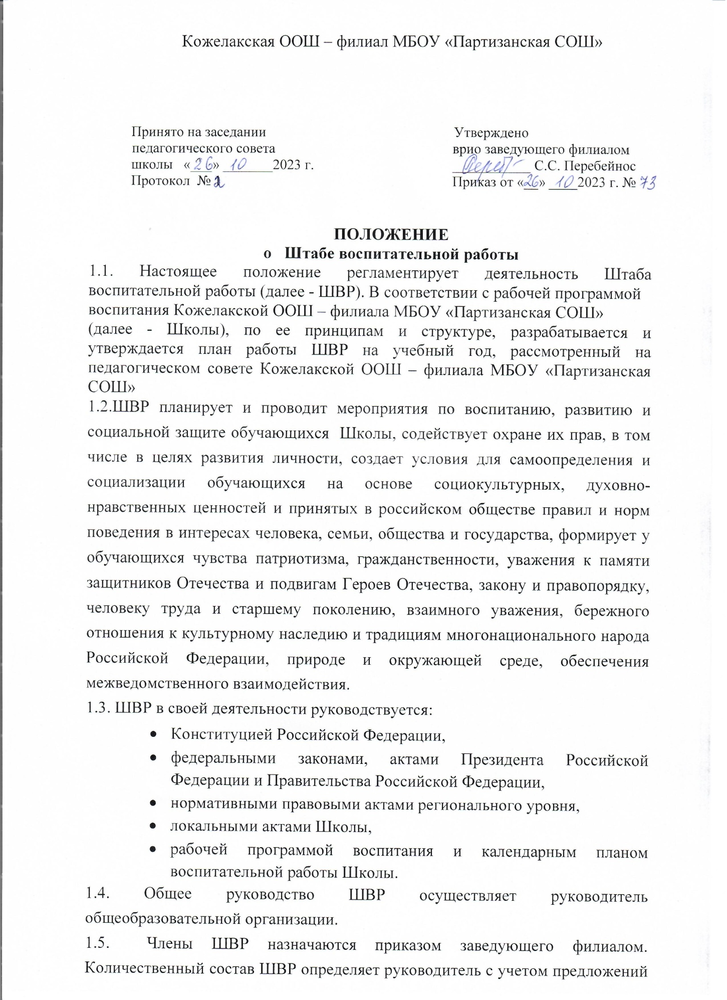 Кожелакская ООШ – филиал МБОУ «Партизанская СОШ»
Принято на заседании
педагогического совета
школы «26» 10 2023 г.
Протокол №
Утверждено
врио заведующего филиалом
____________ С.С. Перебейнос
Приказ от «26» 10 2023 г. № 73
ПОЛОЖЕНИЕ
о Штабе воспитательной работы
1.1. Настоящее положение регламентирует деятельность Штаба
воспитательной работы (далее - ШВР). В соответствии с рабочей программой
воспитания Кожелакской ООШ – филиала МБОУ «Партизанская СОШ»
(далее - Школы), по ее принципам и структуре, разрабатывается и
утверждается план работы ШВР на учебный год, рассмотренный на
педагогическом совете Кожелакской ООШ – филиала МБОУ «Партизанская
СОШ»
1.2.ШВР планирует и проводит мероприятия по воспитанию, развитию и
социальной защите обучающихся Школы, содействует охране их прав, в том
числе в целях развития личности, создает условия для самоопределения и
социализации обучающихся на основе социокультурных, духовно-
нравственных ценностей и принятых в российском обществе правил и норм
поведения в интересах человека, семьи, общества и государства, формирует у
обучающихся чувства патриотизма, гражданственности, уважения к памяти
защитников Отечества и подвигам Героев Отечества, закону и правопорядку,
человеку труда и старшему поколению, взаимного уважения, бережного
отношения к культурному наследию и традициям многонационального народа
Российской Федерации, природе и окружающей среде, обеспечения
межведомственного взаимодействия.
1.3. ШВР в своей деятельности руководствуется:
• Конституцией Российской Федерации,
• федеральными законами, актами Президента Российской
Федерации и Правительства Российской Федерации,
• нормативными правовыми актами регионального уровня,
• локальными актами Школы,
• рабочей программой воспитания и календарным планом
воспитательной работы Школы.
1.4. Общее руководство ШВР осуществляет руководитель
общеобразовательной организации.
1.5. Члены ШВР назначаются приказом заведующего филиалом.
Количественный состав ШВР определяет руководитель с учетом предложений